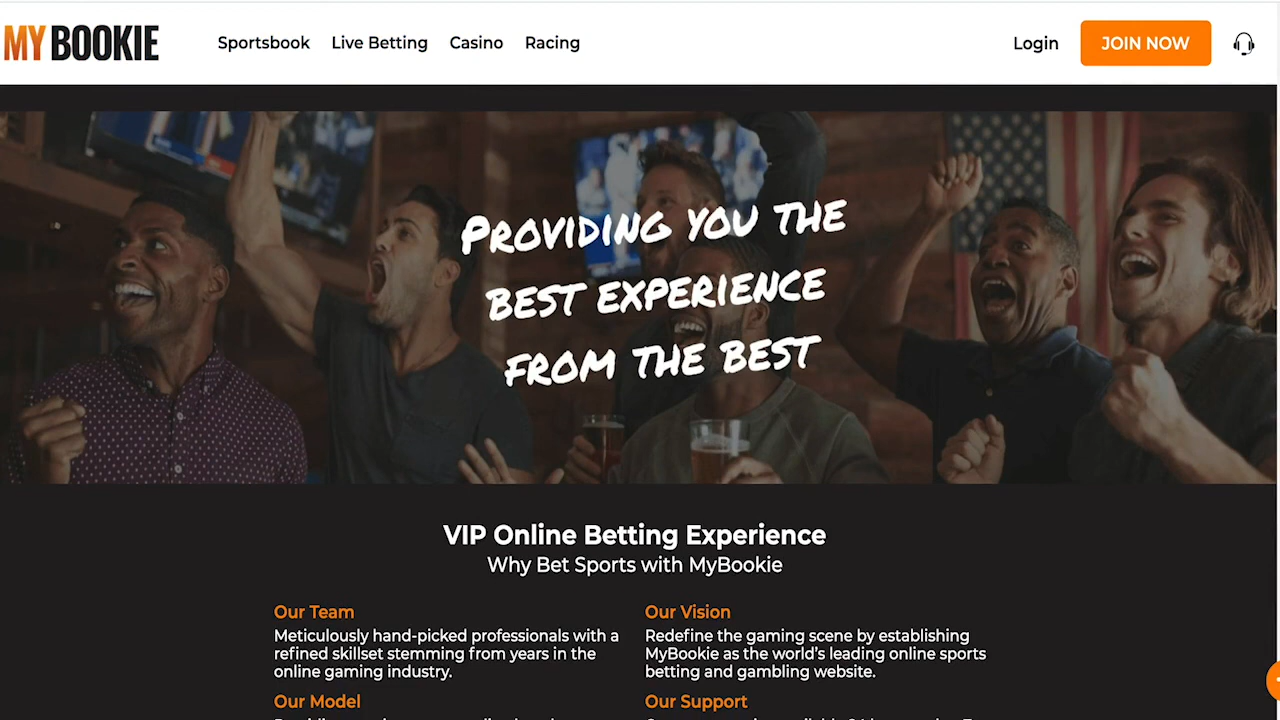 MY BOOKIE
Sportsbook
Live Betting
Casino
Racing
Login
JOIN NOW
PROVIDING YOU THE
BEST EXPERIENCE
FROM THE BEST
VIP Online Betting Experience
Why Bet Sports with MyBookie
Our Team
Meticulously hand-picked professionals with a
refined skillset stemming from years in the
online gaming industry.
Our Vision
Redefine the gaming scene by establishing
MyBookie as the world’s leading online sports
betting and gambling website.
Our Model
Our Support